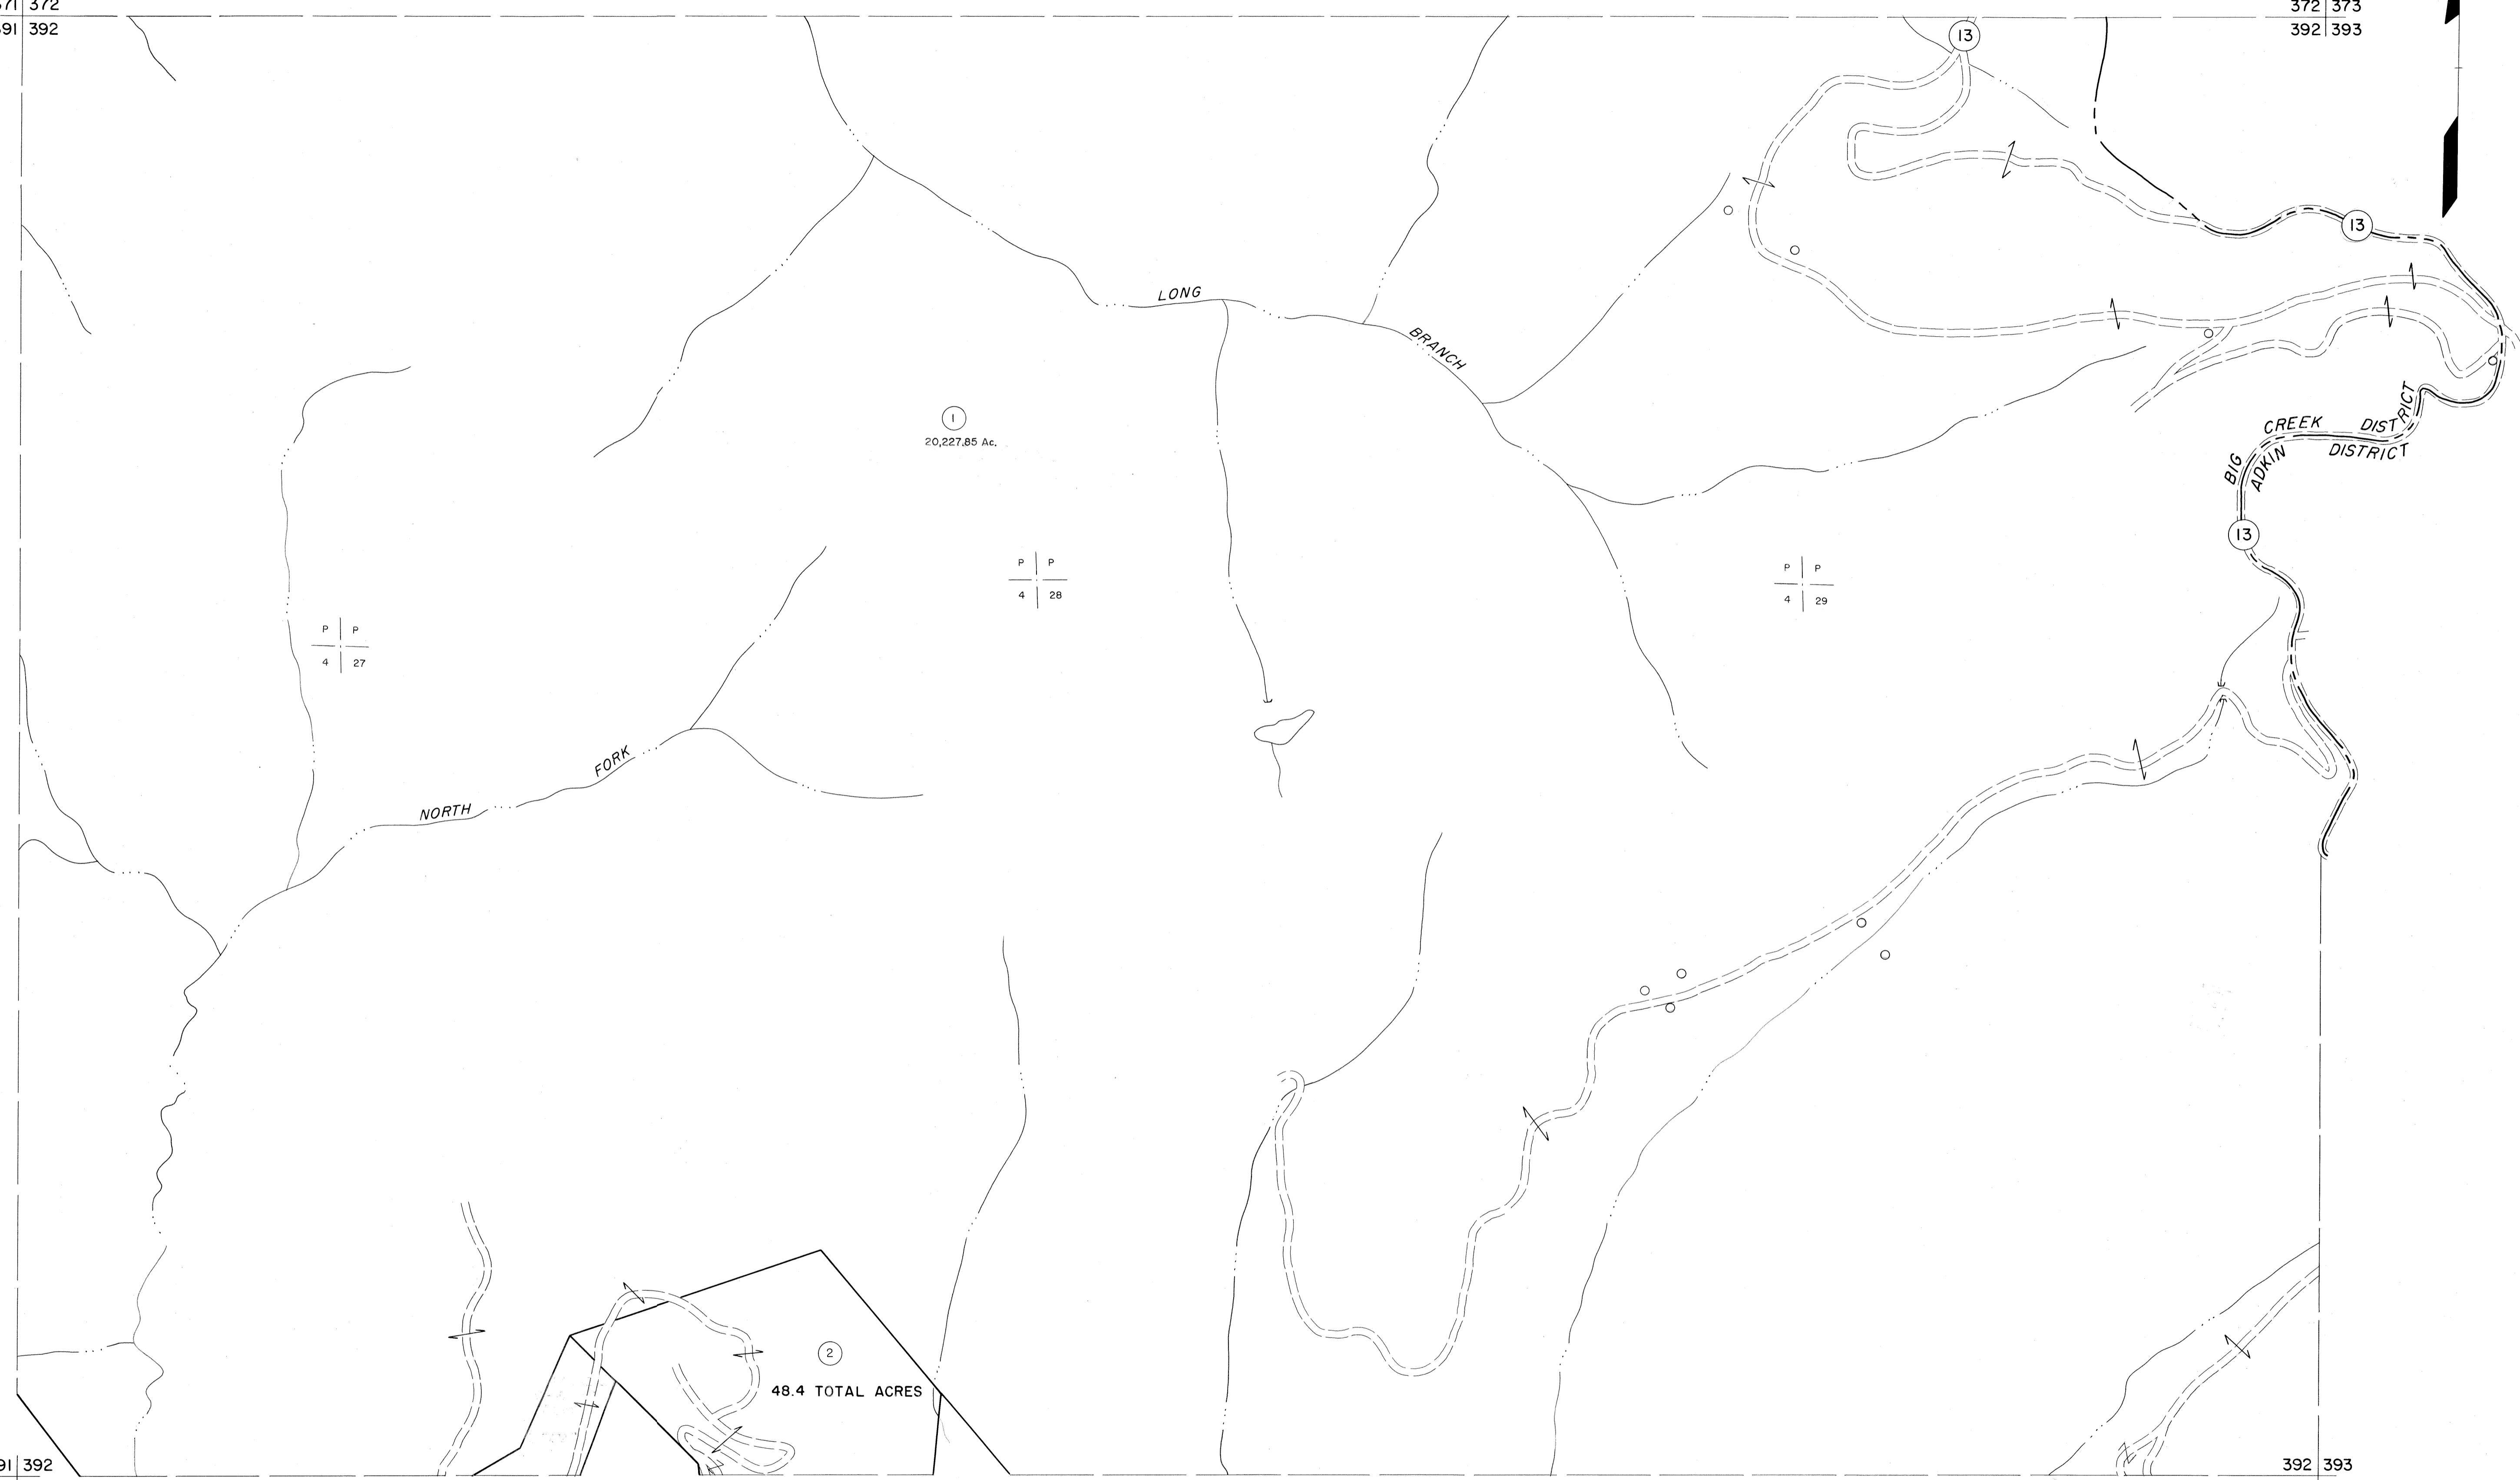 371 372
391 392
372 373
392 393
13
13
LONG
BRANCH
1
20,227.85 Ac.
BIG CREEK DISTRICT
ADKIN DISTRICT
13
P P
4 28
P P
4 29
P P
4 27
NORTH FORK
2
48.4 TOTAL ACRES
391 392
392 393